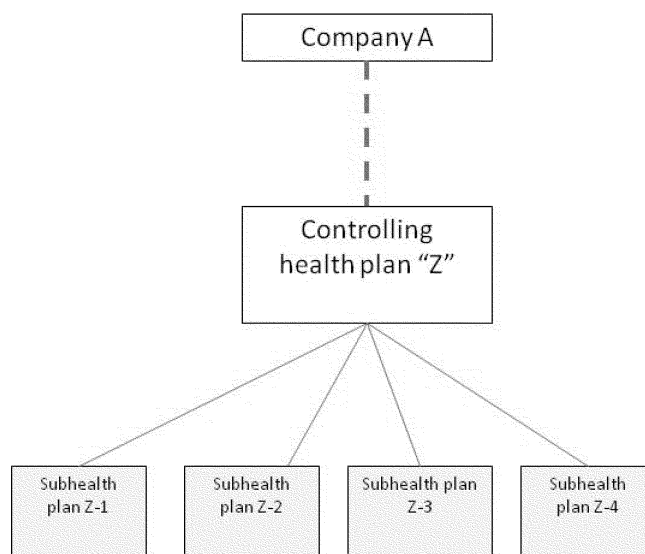 Company A
Controlling
health plan “Z”
Subhealth
plan Z-1
Subhealth
plan Z-2
Subhealth plan
Z-3
Subhealth
plan Z-4